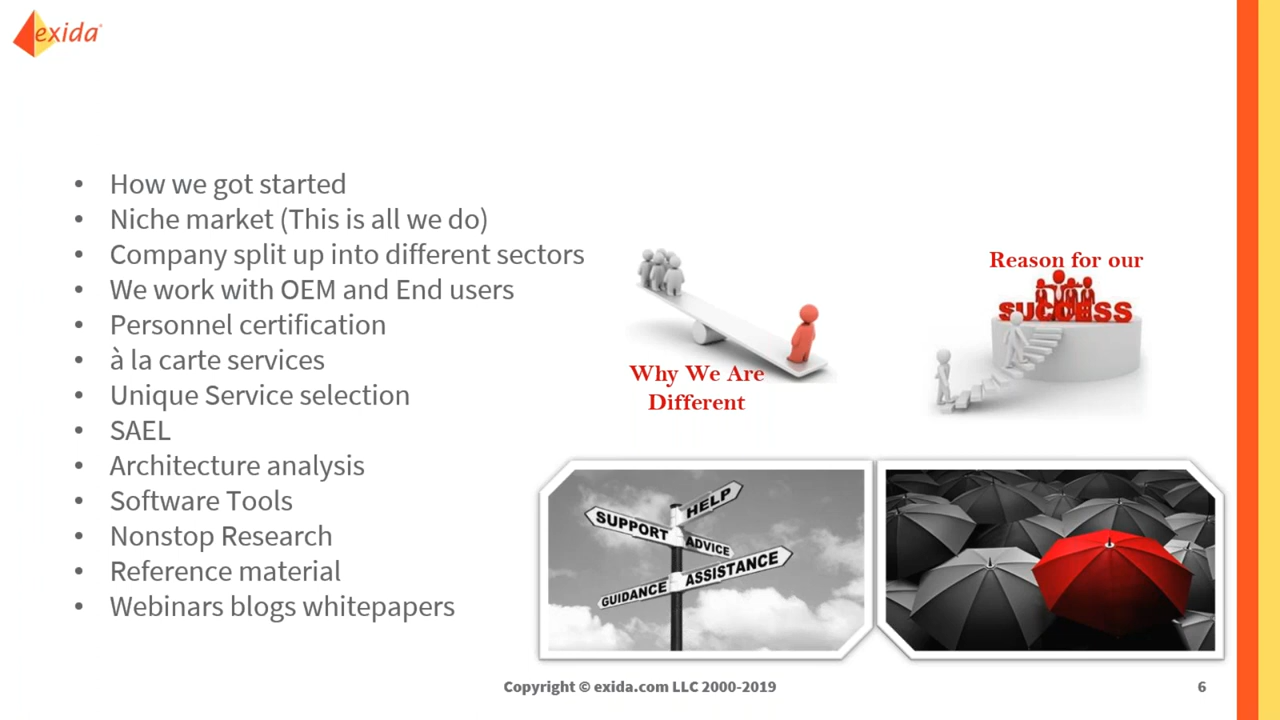 exida
• How we got started
• Niche market (This is all we do)
• Company split up into different sectors
• We work with OEM and End users
• Personnel certification
• à la carte services
• Unique Service selection
• SAEL
• Architecture analysis
• Software Tools
• Nonstop Research
• Reference material
• Webinars blogs whitepapers
Why We Are
Different
Reason for our
SUCCESS
HELP
SUPPORT
ADVICE
ASSISTANCE
GUIDANCE
Copyright © exida.com LLC 2000-2019
6